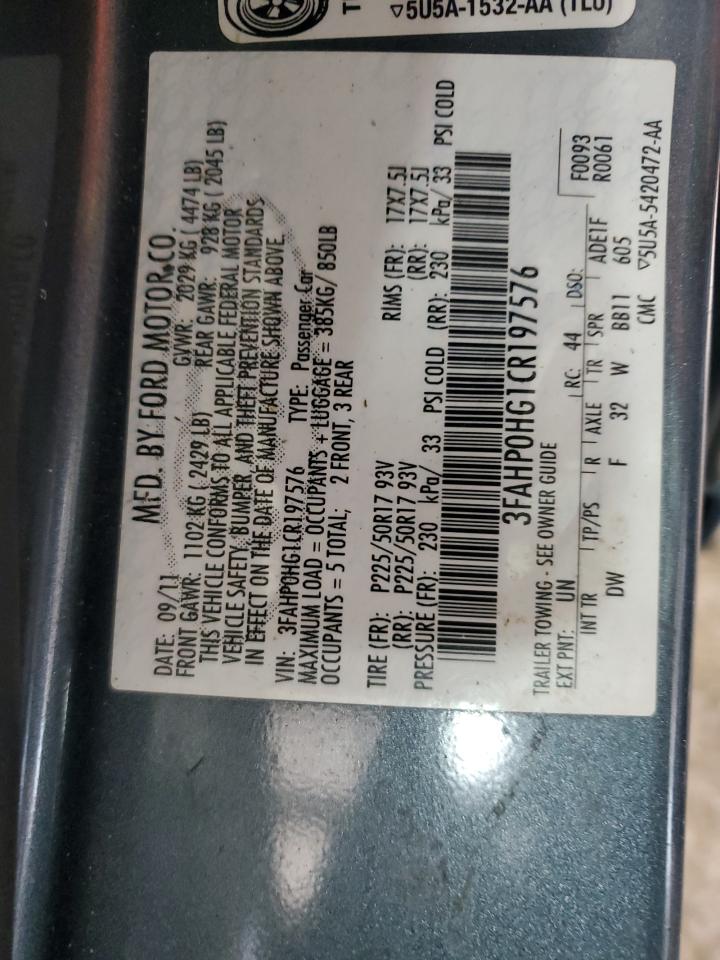 ▽5U5A-1532-AA (TLU)
MFD. BY FORD MOTOR CO.
DATE: 09/11 GVWR: 2029 KG ( 4474 LB)
FRONT GAWR: 1102 KG ( 2429 LB) REAR GAWR: 928 KG ( 2045 LB)
THIS VEHICLE CONFORMS TO ALL APPLICABLE FEDERAL MOTOR
VEHICLE SAFETY, BUMPER, AND THEFT PREVENTION STANDARDS
IN EFFECT ON THE DATE OF MANUFACTURE SHOWN ABOVE.
VIN: 3FAHP0HG1CR197576 TYPE: Passenger Car
MAXIMUM LOAD = OCCUPANTS + LUGGAGE = 385KG/ 850LB
OCCUPANTS = 5 TOTAL; 2 FRONT, 3 REAR
TIRE (FR): P225/50R17 93V RIMS (FR): 17X7.5J
(RR): P225/50R17 93V (RR): 17X7.5J
PRESSURE (FR): 230 kPa/ 33 PSI COLD (RR): 230 kPa/ 33 PSI COLD
3FAHP0HG1CR197576
TRAILER TOWING - SEE OWNER GUIDE
EXT PNT: UN RC: 44 DSO: F0093
R0061
INT TR TP/PS R AXLE TR SPR ADE1F
DW F 32 W BB11 605
CMC ▽5U5A-5420472-AA